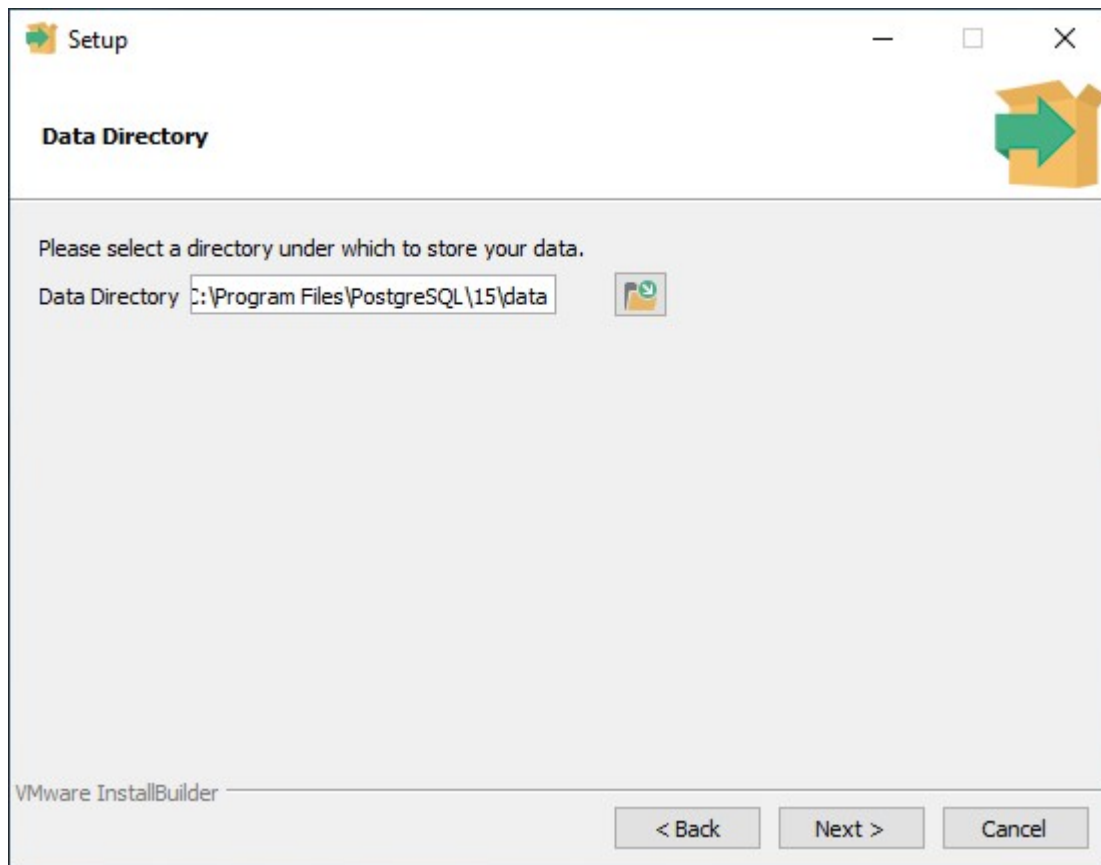 Setup
Data Directory
Please select a directory under which to store your data.
Data Directory C:\Program Files\PostgreSQL\15\data
VMware InstallBuilder
< Back Next > Cancel